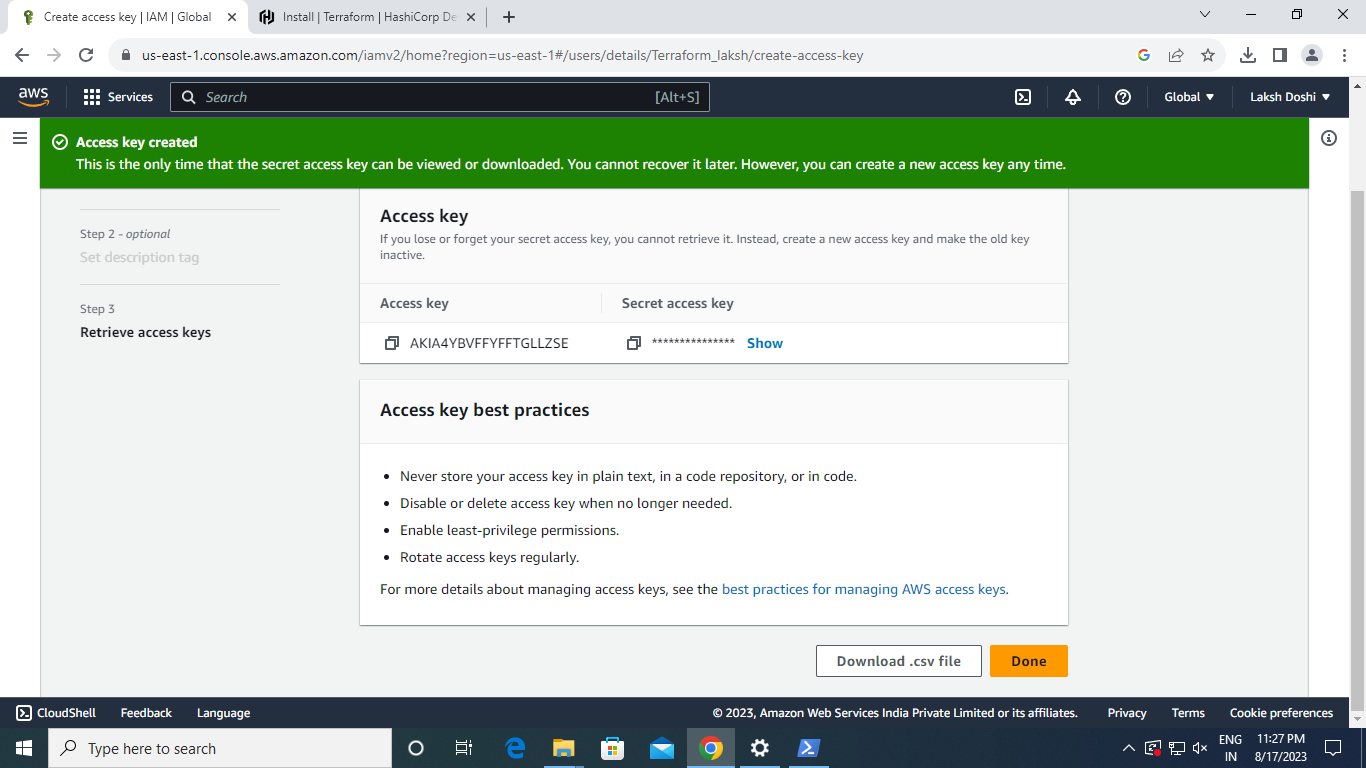 Create access key | IAM | Global
Install | Terraform | HashiCorp De
us-east-1.console.aws.amazon.com/iamv2/home?region=us-east-1#/users/details/Terraform_laksh/create-access-key
aws
Services
Search
[Alt+S]
Global
Laksh Doshi
Access key created
This is the only time that the secret access key can be viewed or downloaded. You cannot recover it later. However, you can create a new access key any time.
Step 2 - optional
Set description tag
Step 3
Retrieve access keys
Access key
If you lose or forget your secret access key, you cannot retrieve it. Instead, create a new access key and make the old key
inactive.
Access key
Secret access key
AKIA4YBVFFYFFTGLLZSE
*************** Show
Access key best practices
• Never store your access key in plain text, in a code repository, or in code.
• Disable or delete access key when no longer needed.
• Enable least-privilege permissions.
• Rotate access keys regularly.
For more details about managing access keys, see the best practices for managing AWS access keys.
Download .csv file
Done
CloudShell
Feedback
Language
© 2023, Amazon Web Services India Private Limited or its affiliates.
Privacy
Terms
Cookie preferences
Type here to search
ENG
IN
11:27 PM
8/17/2023